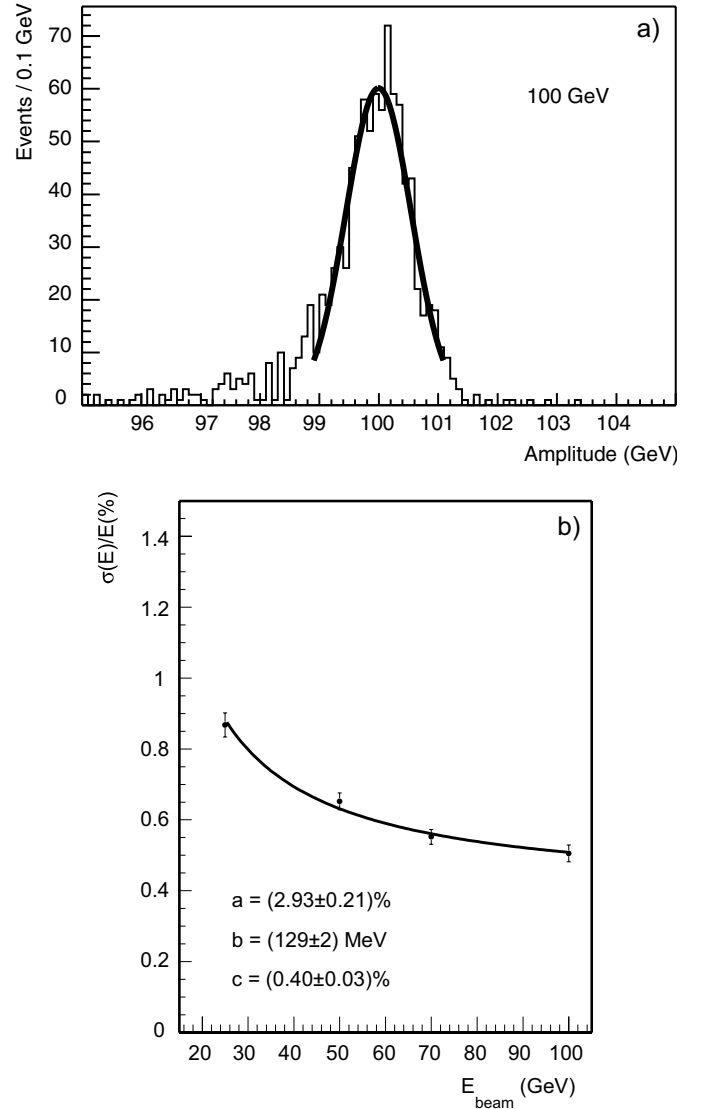 a)
Events / 0.1 GeV
100 GeV
70
60
50
40
30
20
10
0
96 97 98 99 100 101 102 103 104
Amplitude (GeV)
b)
σ(E)/E(%)
1.4
1.2
1
0.8
0.6
0.4
0.2
0
a = (2.93±0.21)%
b = (129±2) MeV
c = (0.40±0.03)%
20 30 40 50 60 70 80 90 100
E_beam (GeV)